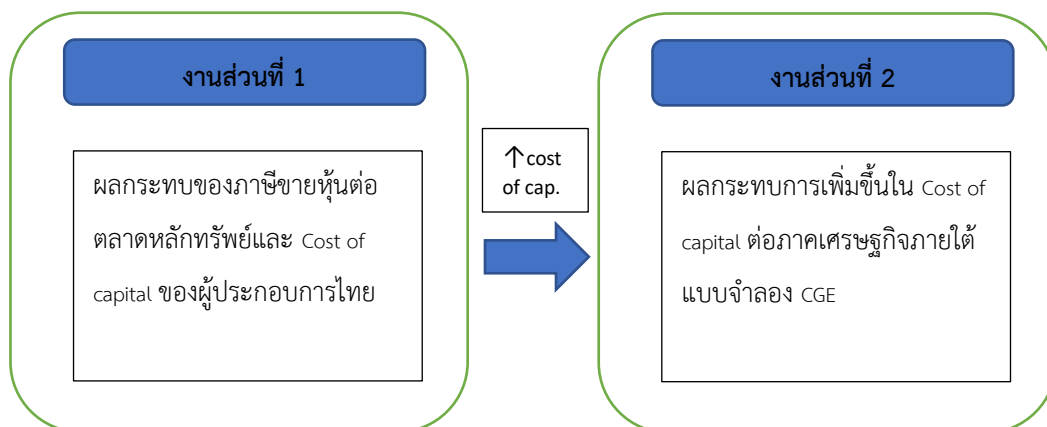 งานส่วนที่ 1
ผลกระทบของภาษีขายหุ้นต่อ
ตลาดหลักทรัพย์และ Cost of
capital ของผู้ประกอบการไทย
↑cost
of cap.
งานส่วนที่ 2
ผลกระทบการเพิ่มขึ้นใน Cost of
capital ต่อภาคเศรษฐกิจภายใต้
แบบจำลอง CGE